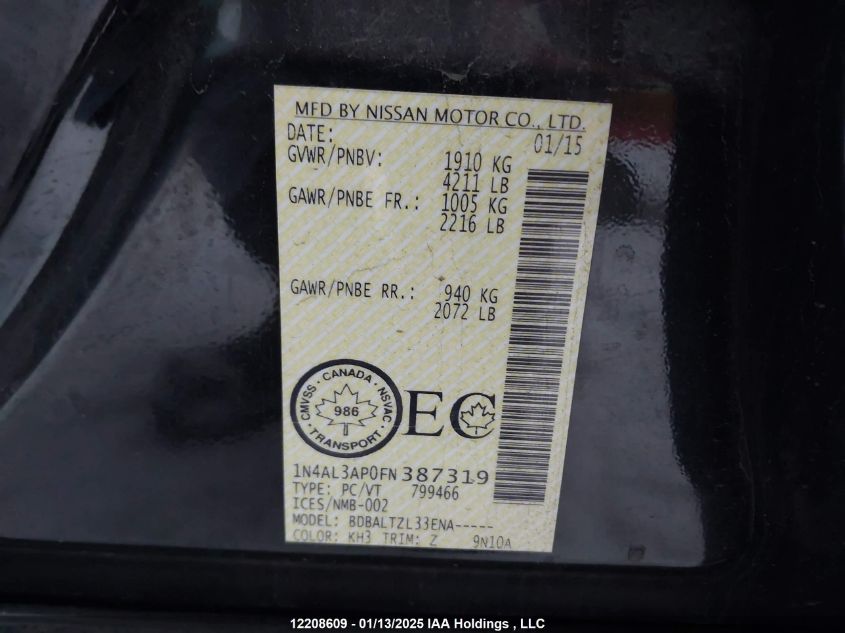 MFD BY NISSAN MOTOR CO., LTD.
DATE: 01/15
GVWR/PNBV: 1910 KG
4211 LB
GAWR/PNBE FR.: 1005 KG
2216 LB
GAWR/PNBE RR.: 940 KG
2072 LB
CMVSS · CANADA · NSVAC
986
TRANSPORT
EC
1N4AL3AP0FN387319
TYPE: PC/VT 799466
ICES/NMB-002
MODEL: BDBALTZL33ENA-----
COLOR: KH3 TRIM: Z 9N10A
12208609 - 01/13/2025 IAA Holdings , LLC